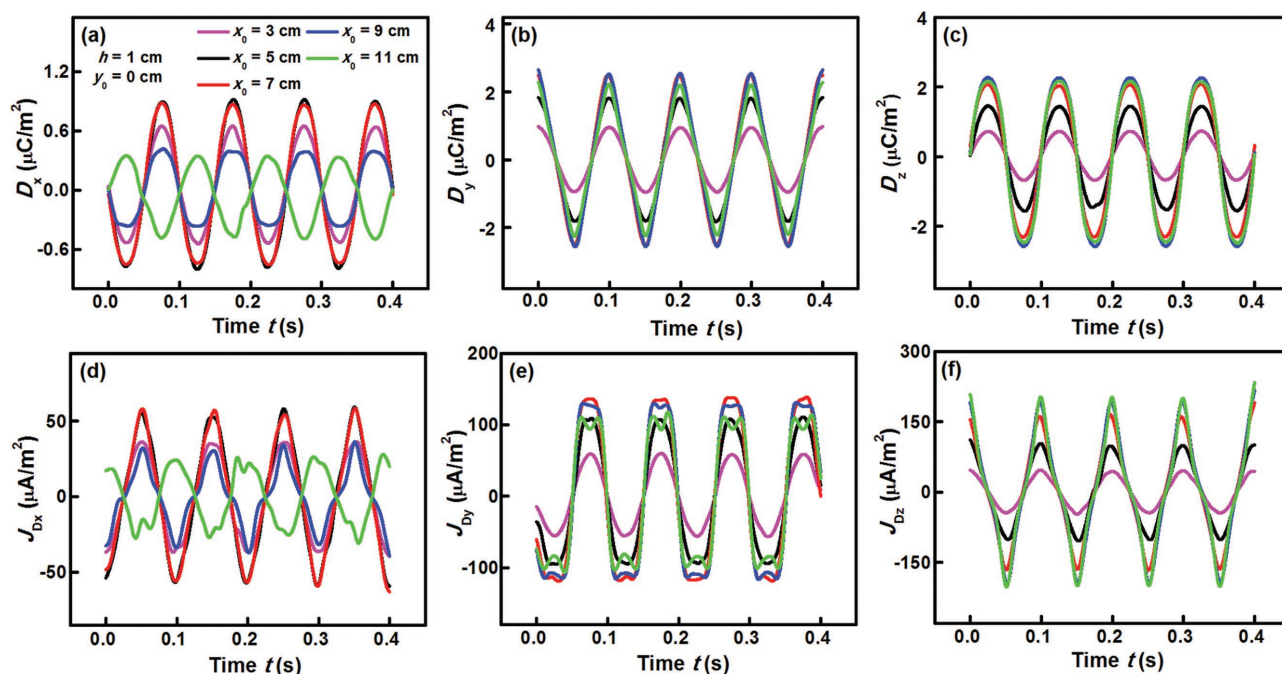 (a)
x₀ = 3 cm
x₀ = 9 cm
h = 1 cm
x₀ = 5 cm
x₀ = 11 cm
y₀ = 0 cm
x₀ = 7 cm
1.2
0.6
0.0
-0.6
Dₓ (μC/m²)
0.0 0.1 0.2 0.3 0.4
Time t (s)
(b)
4
2
0
-2
D_y (μC/m²)
0.0 0.1 0.2 0.3 0.4
Time t (s)
(c)
4
2
0
2
D_z (μC/m²)
0.0 0.1 0.2 0.3 0.4
Time t (s)
(d)
50
0
-50
J_Dx (μA/m²)
0.0 0.1 0.2 0.3 0.4
Time t (s)
(e)
200
100
0
-100
J_Dy (μA/m²)
0.0 0.1 0.2 0.3 0.4
Time t (s)
(f)
300
150
0
-150
J_Dz (μA/m²)
0.0 0.1 0.2 0.3 0.4
Time t (s)